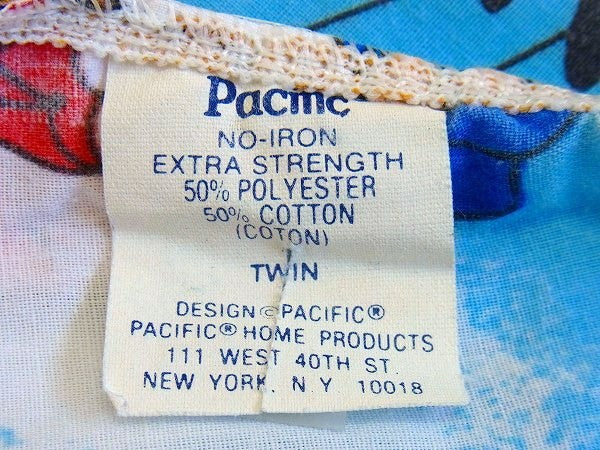 Pacific
NO-IRON
EXTRA STRENGTH
50% POLYESTER
50% COTTON
(COTON)
TWIN
DESIGN © PACIFIC®
PACIFIC® HOME PRODUCTS
111 WEST 40TH ST.
NEW YORK, N.Y. 10018